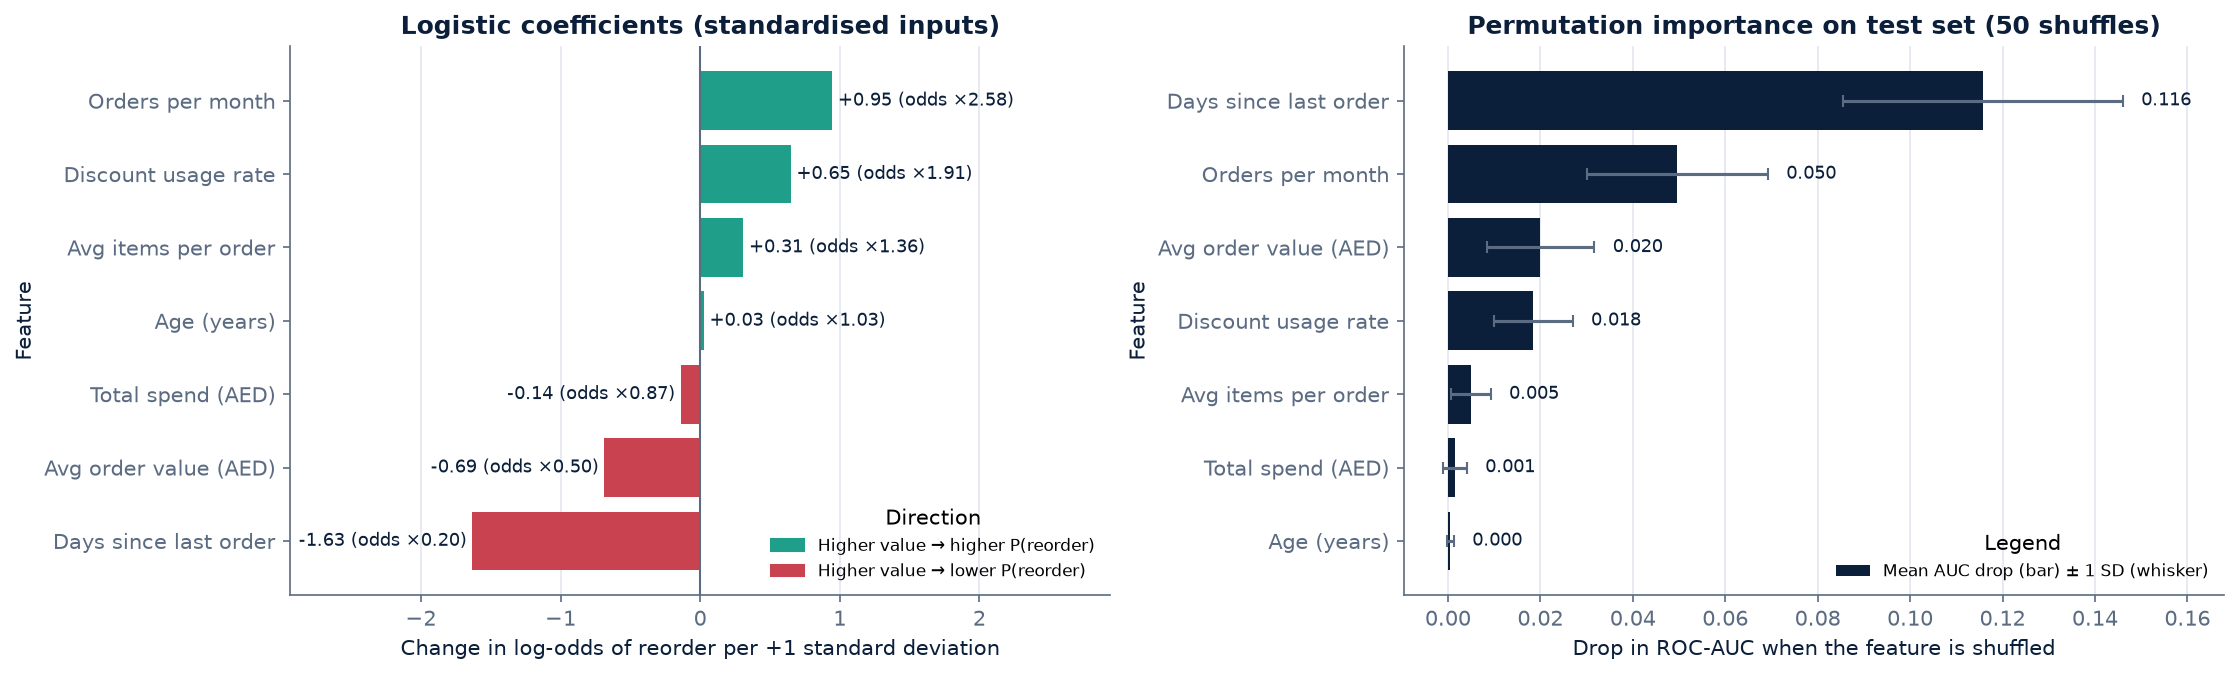 Logistic coefficients (standardised inputs)
Feature
Orders per month
+0.95 (odds ×2.58)
Discount usage rate
+0.65 (odds ×1.91)
Avg items per order
+0.31 (odds ×1.36)
Age (years)
+0.03 (odds ×1.03)
Total spend (AED)
-0.14 (odds ×0.87)
Avg order value (AED)
-0.69 (odds ×0.50)
Days since last order
-1.63 (odds ×0.20)
Direction
Higher value → higher P(reorder)
Higher value → lower P(reorder)
−2 −1 0 1 2
Change in log-odds of reorder per +1 standard deviation
Permutation importance on test set (50 shuffles)
Feature
Days since last order
0.116
Orders per month
0.050
Avg order value (AED)
0.020
Discount usage rate
0.018
Avg items per order
0.005
Total spend (AED)
0.001
Age (years)
0.000
Legend
Mean AUC drop (bar) ± 1 SD (whisker)
0.00 0.02 0.04 0.06 0.08 0.10 0.12 0.14 0.16
Drop in ROC-AUC when the feature is shuffled